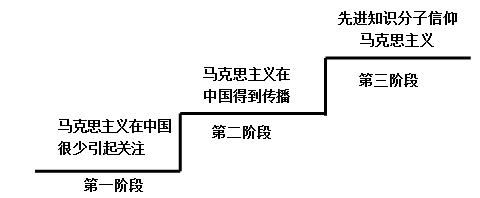 马克思主义在中国
很少引起关注
第一阶段
马克思主义在
中国得到传播
第二阶段
先进知识分子信仰
马克思主义
第三阶段